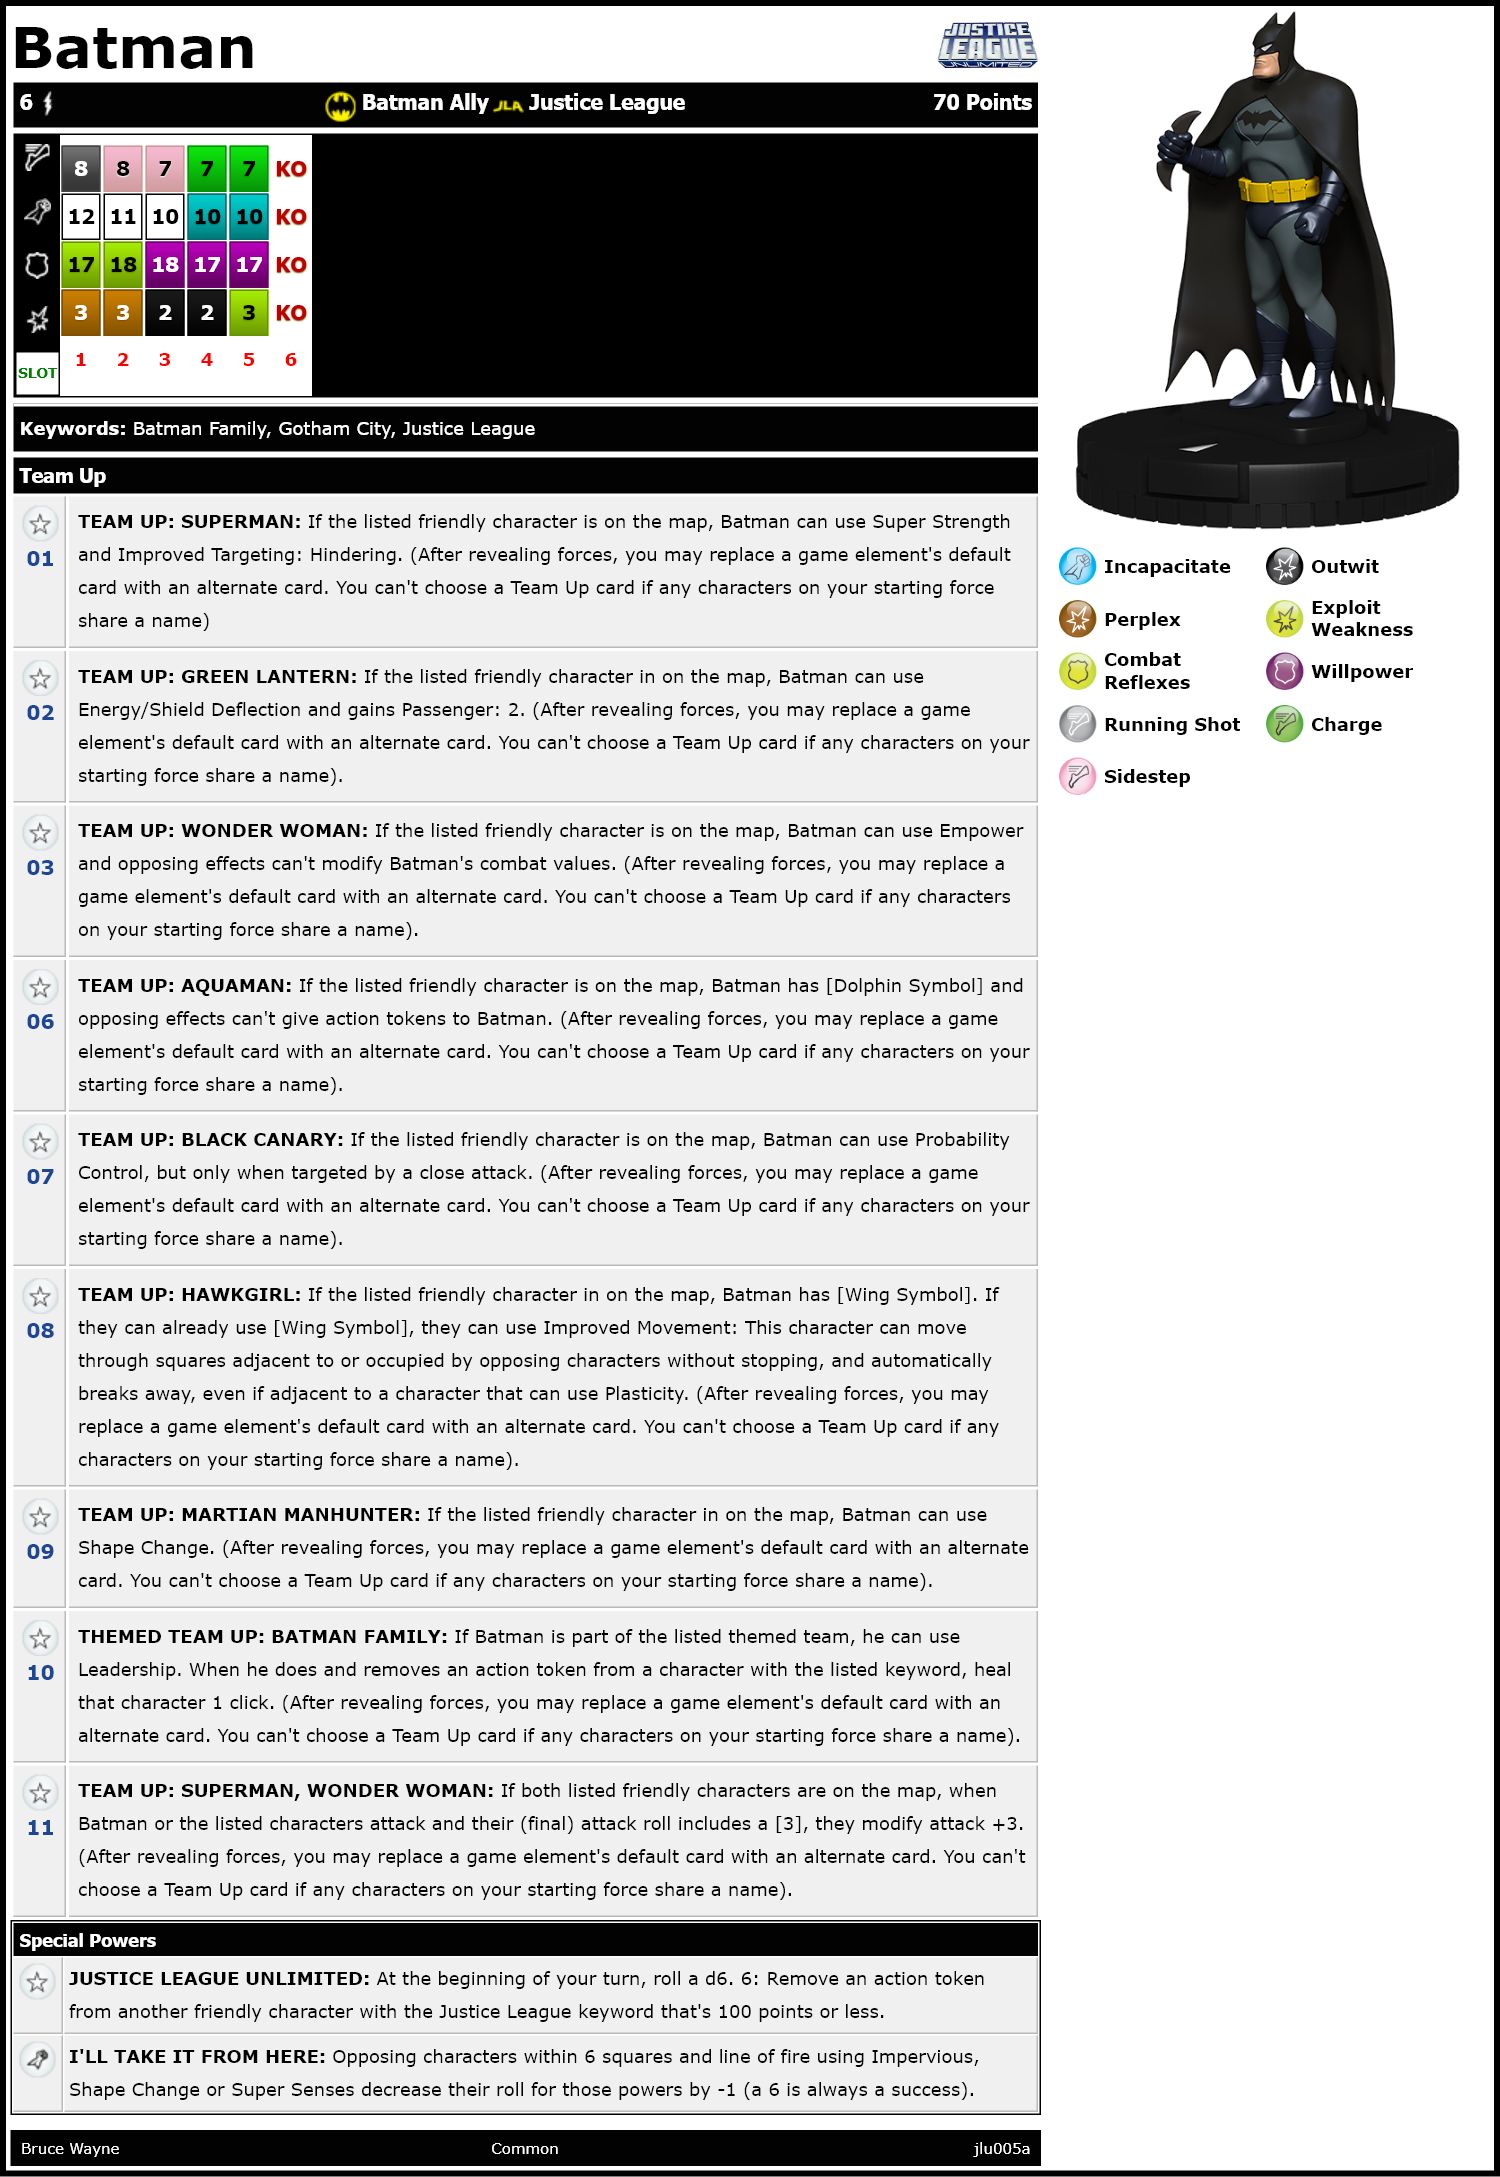 Batman
JUSTICE
LEAGUE
UNLIMITED
6 Batman Ally JLA Justice League 70 Points
8 8 7 7 7 KO
12 11 10 10 10 KO
17 18 18 17 17 KO
3 3 2 2 3 KO
SLOT 1 2 3 4 5 6
Keywords: Batman Family, Gotham City, Justice League
Team Up
01
TEAM UP: SUPERMAN: If the listed friendly character is on the map, Batman can use Super Strength
and Improved Targeting: Hindering. (After revealing forces, you may replace a game element's default
card with an alternate card. You can't choose a Team Up card if any characters on your starting force
share a name)
02
TEAM UP: GREEN LANTERN: If the listed friendly character in on the map, Batman can use
Energy/Shield Deflection and gains Passenger: 2. (After revealing forces, you may replace a game
element's default card with an alternate card. You can't choose a Team Up card if any characters on your
starting force share a name).
03
TEAM UP: WONDER WOMAN: If the listed friendly character is on the map, Batman can use Empower
and opposing effects can't modify Batman's combat values. (After revealing forces, you may replace a
game element's default card with an alternate card. You can't choose a Team Up card if any characters
on your starting force share a name).
06
TEAM UP: AQUAMAN: If the listed friendly character is on the map, Batman has [Dolphin Symbol] and
opposing effects can't give action tokens to Batman. (After revealing forces, you may replace a game
element's default card with an alternate card. You can't choose a Team Up card if any characters on your
starting force share a name).
07
TEAM UP: BLACK CANARY: If the listed friendly character is on the map, Batman can use Probability
Control, but only when targeted by a close attack. (After revealing forces, you may replace a game
element's default card with an alternate card. You can't choose a Team Up card if any characters on your
starting force share a name).
08
TEAM UP: HAWKGIRL: If the listed friendly character in on the map, Batman has [Wing Symbol]. If
they can already use [Wing Symbol], they can use Improved Movement: This character can move
through squares adjacent to or occupied by opposing characters without stopping, and automatically
breaks away, even if adjacent to a character that can use Plasticity. (After revealing forces, you may
replace a game element's default card with an alternate card. You can't choose a Team Up card if any
characters on your starting force share a name).
09
TEAM UP: MARTIAN MANHUNTER: If the listed friendly character in on the map, Batman can use
Shape Change. (After revealing forces, you may replace a game element's default card with an alternate
card. You can't choose a Team Up card if any characters on your starting force share a name).
10
THEMED TEAM UP: BATMAN FAMILY: If Batman is part of the listed themed team, he can use
Leadership. When he does and removes an action token from a character with the listed keyword, heal
that character 1 click. (After revealing forces, you may replace a game element's default card with an
alternate card. You can't choose a Team Up card if any characters on your starting force share a name).
11
TEAM UP: SUPERMAN, WONDER WOMAN: If both listed friendly characters are on the map, when
Batman or the listed characters attack and their (final) attack roll includes a [3], they modify attack +3.
(After revealing forces, you may replace a game element's default card with an alternate card. You can't
choose a Team Up card if any characters on your starting force share a name).
Special Powers
JUSTICE LEAGUE UNLIMITED: At the beginning of your turn, roll a d6. 6: Remove an action token
from another friendly character with the Justice League keyword that's 100 points or less.
I'LL TAKE IT FROM HERE: Opposing characters within 6 squares and line of fire using Impervious,
Shape Change or Super Senses decrease their roll for those powers by -1 (a 6 is always a success).
Bruce Wayne Common jlu005a
Incapacitate Outwit
Perplex Exploit
Weakness
Combat
Reflexes Willpower
Running Shot Charge
Sidestep